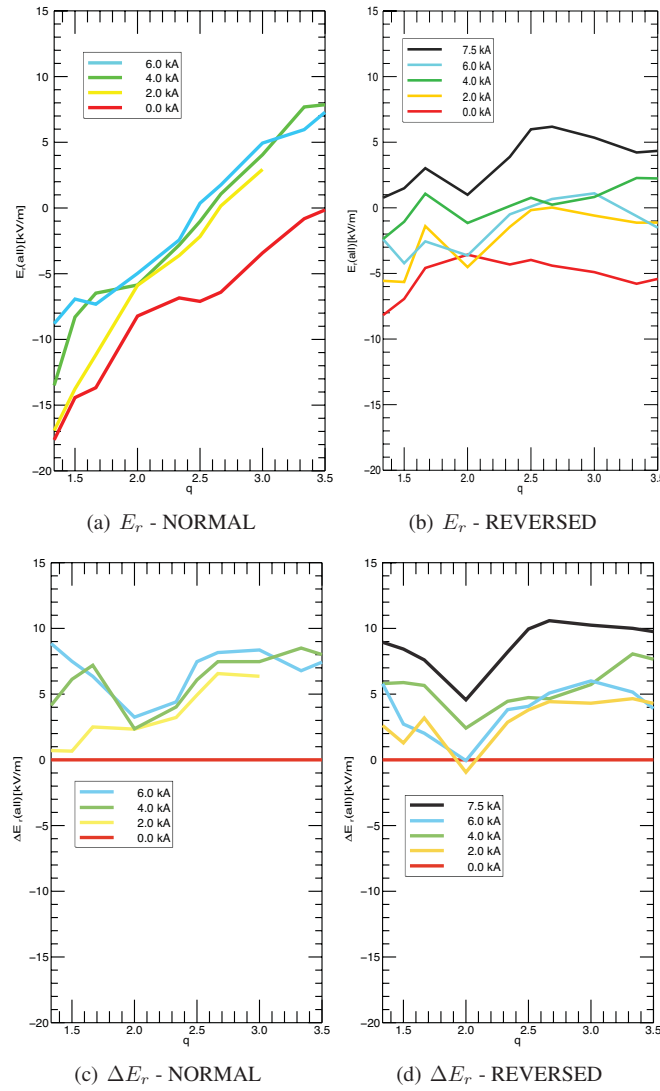 15
10
5
0
−5
−10
−15
−20
E_r(all)[kV/m]
6.0 kA
4.0 kA
2.0 kA
0.0 kA
1.5 2.0 2.5 3.0 3.5
q
(a) E_r - NORMAL
15
10
5
0
−5
−10
−15
−20
E_r(all)[kV/m]
7.5 kA
6.0 kA
4.0 kA
2.0 kA
0.0 kA
1.5 2.0 2.5 3.0 3.5
q
(b) E_r - REVERSED
15
10
5
0
−5
−10
−15
−20
ΔE_r(all)[kV/m]
6.0 kA
4.0 kA
2.0 kA
0.0 kA
1.5 2.0 2.5 3.0 3.5
q
(c) ΔE_r - NORMAL
15
10
5
0
−5
−10
−15
−20
ΔE_r(all)[kV/m]
7.5 kA
6.0 kA
4.0 kA
2.0 kA
0.0 kA
1.5 2.0 2.5 3.0 3.5
q
(d) ΔE_r - REVERSED